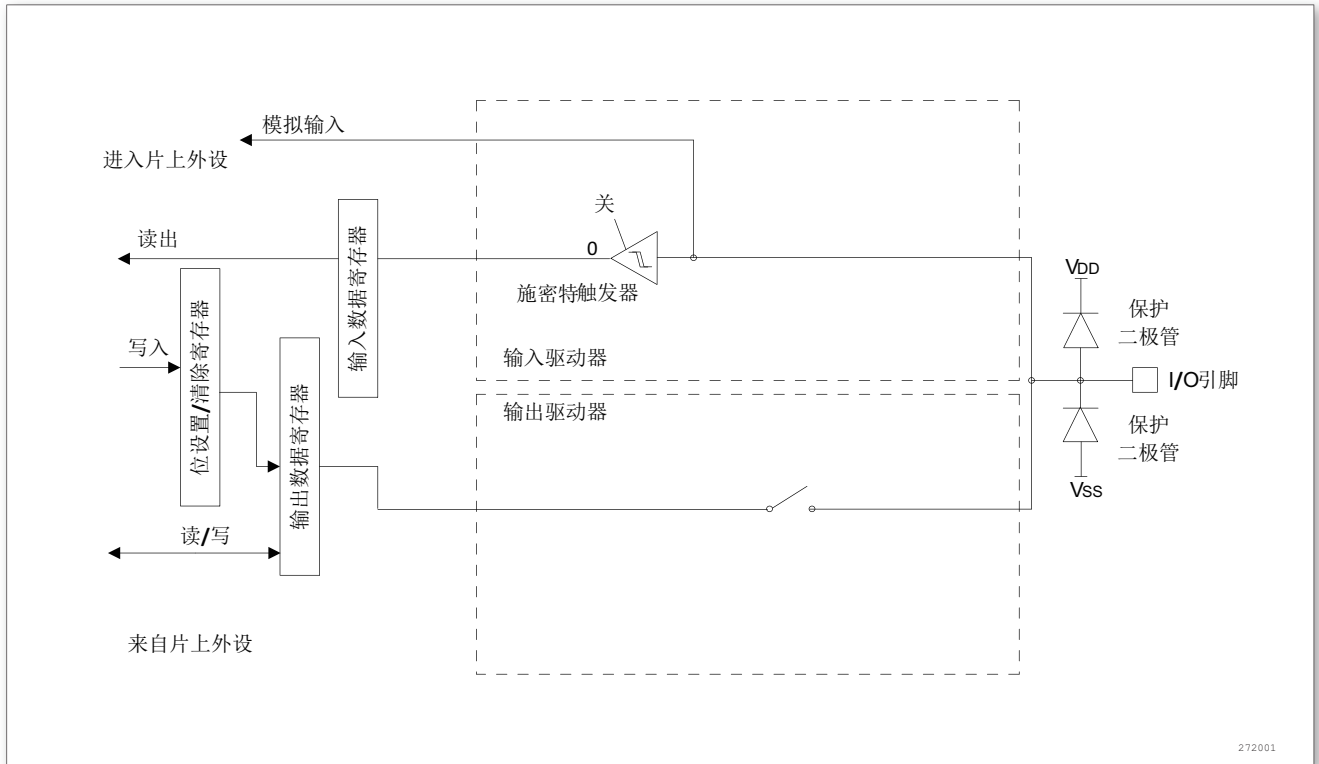 模拟输入
进入片上外设
关
读出
0
输入数据寄存器
施密特触发器
VDD
保护
二极管
写入
位设置/清除寄存器
输入驱动器
I/O引脚
输出数据寄存器
输出驱动器
保护
二极管
VSS
读/写
来自片上外设
272001